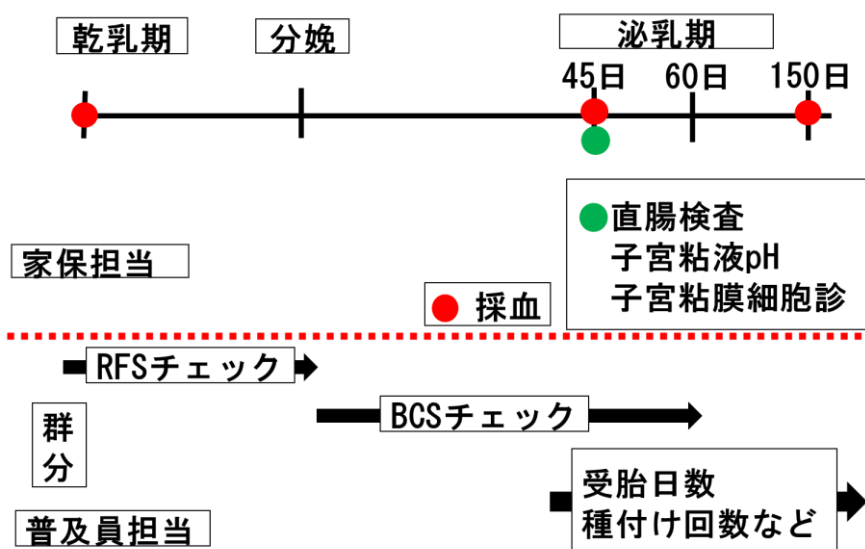 乾乳期
分娩
泌乳期
45日
60日
150日
直腸検査
子宮粘液pH
子宮粘膜細胞診
家保担当
採血
RFSチェック
BCSチェック
群分
受胎日数
種付け回数など
普及員担当